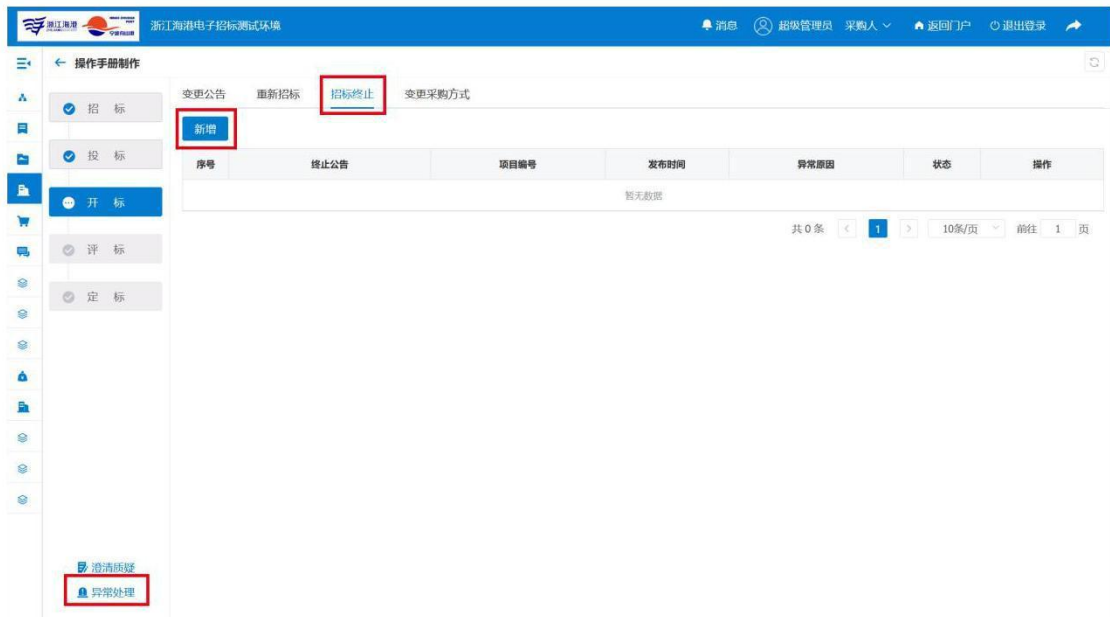 浙江海港
浙江海港电子招标测试环境 消息 超级管理员 采购人 返回门户 退出登录
操作手册制作
变更公告 重新招标 招标终止 变更采购方式
招 标
新增
投 标
序号 终止公告 项目编号 发布时间 异常原因 状态 操作
开 标
暂无数据
共 0 条 1 10条/页 前往 1 页
评 标
定 标
澄清质疑
异常处理